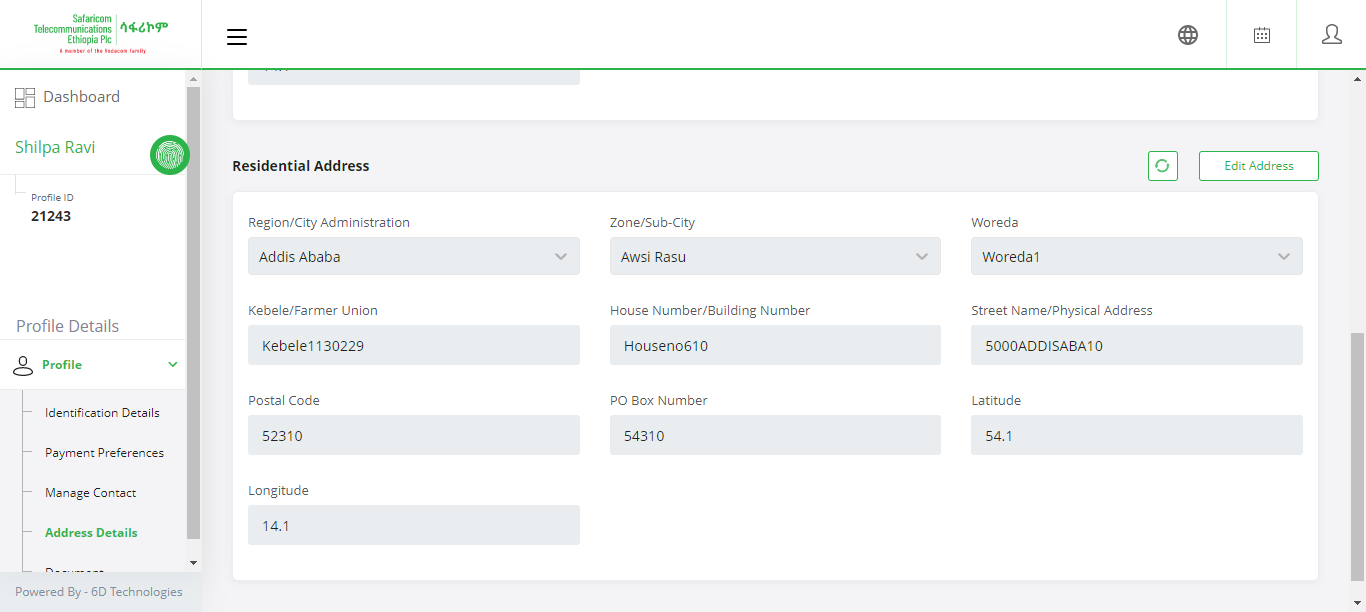 Safaricom
Telecommunications
Ethiopia Plc
ሳፋሪኮም
A member of the Vodacom family
Dashboard
Shilpa Ravi
Profile ID
21243
Profile Details
Profile
Identification Details
Payment Preferences
Manage Contact
Address Details
Powered By - 6D Technologies
Residential Address
Edit Address
Region/City Administration
Zone/Sub-City
Woreda
Addis Ababa
Awsi Rasu
Woreda1
Kebele/Farmer Union
House Number/Building Number
Street Name/Physical Address
Kebele1130229
Houseno610
5000ADDISABA10
Postal Code
PO Box Number
Latitude
52310
54310
54.1
Longitude
14.1